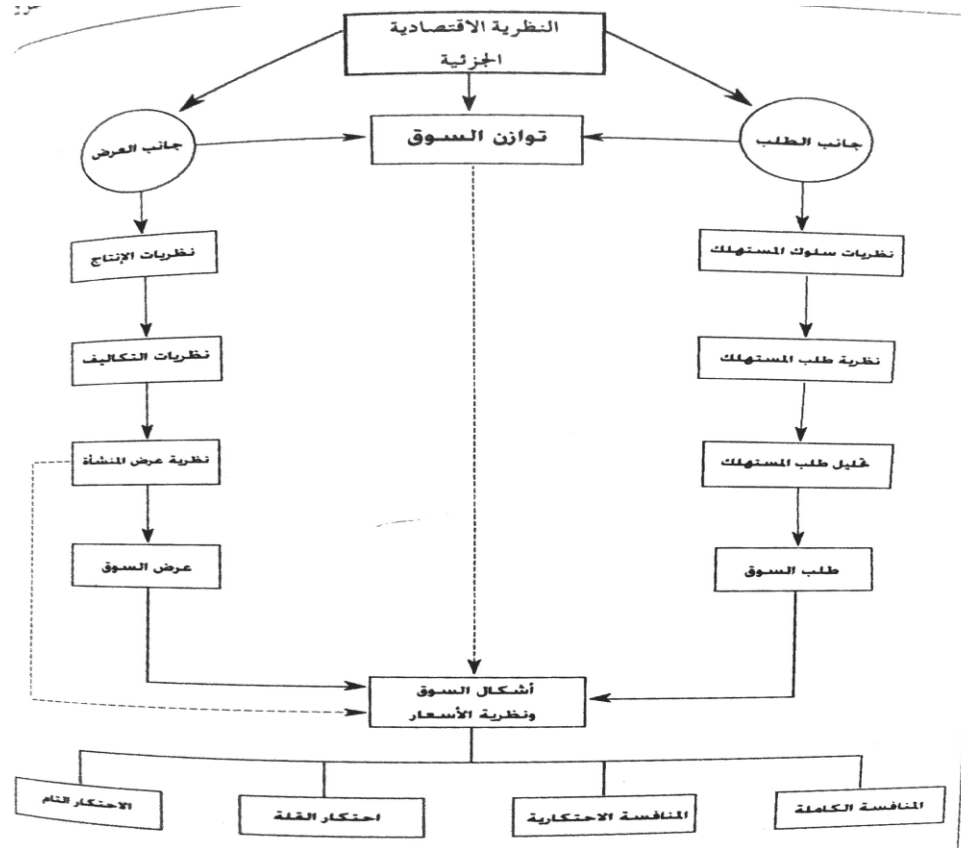 النظرية الاقتصادية
الجزئية
جانب الطلب
توازن السوق
جانب العرض
نظريات سلوك المستهلك
نظريات الإنتاج
نظرية طلب المستهلك
نظريات التكاليف
تحليل طلب المستهلك
نظرية عرض المنشأة
طلب السوق
عرض السوق
أشكال السوق
ونظرية الأسعار
المنافسة الكاملة
المنافسة الاحتكارية
احتكار القلة
الاحتكار التام